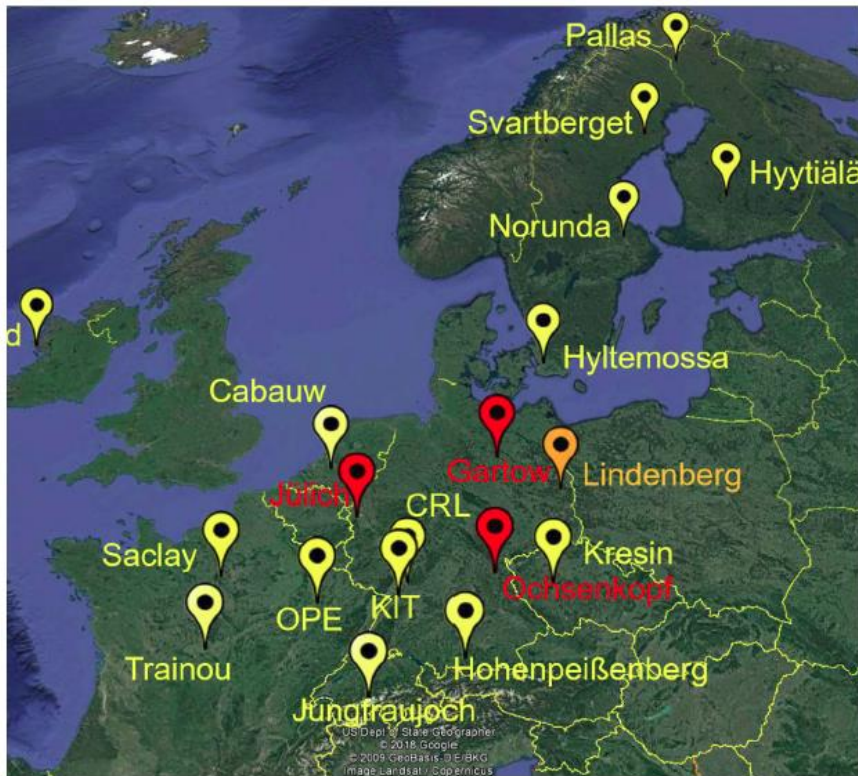 Pallas
Svartberget
Hyytiälä
Norunda
d
Hyltemossa
Cabauw
Gartow
Lindenberg
Jülich
CRL
Saclay
Kresin
Ochsenkopf
OPE
KIT
Trainou
Hohenpeißenberg
Jungfraujoch
US Dept of State Geographer
© 2018 Google
© 2009 GeoBasis-DE/BKG
Image Landsat / Copernicus